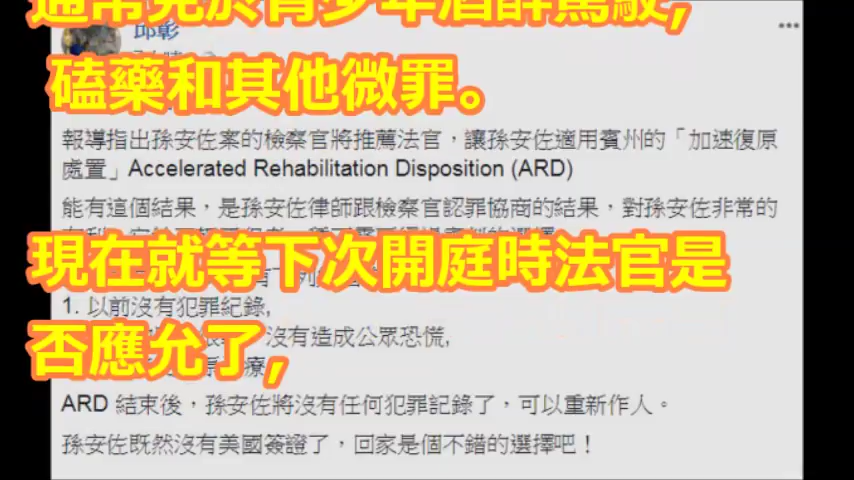 通常見於青少年酒醉駕駛,
邱彰
磕藥和其他微罪。
報導指出孫安佐案的檢察官將推薦法官，讓孫安佐適用賓州的「加速復原
處置」Accelerated Rehabilitation Disposition (ARD)
能有這個結果，是孫安佐律師跟檢察官認罪協商的結果，對孫安佐非常的
現在就等下次開庭時法官是
1. 以前沒有犯罪紀錄,
沒有造成公眾恐慌,
否應允了,
ARD 結束後，孫安佐將沒有任何犯罪記錄了，可以重新作人。
孫安佐既然沒有美國簽證了，回家是個不錯的選擇吧！